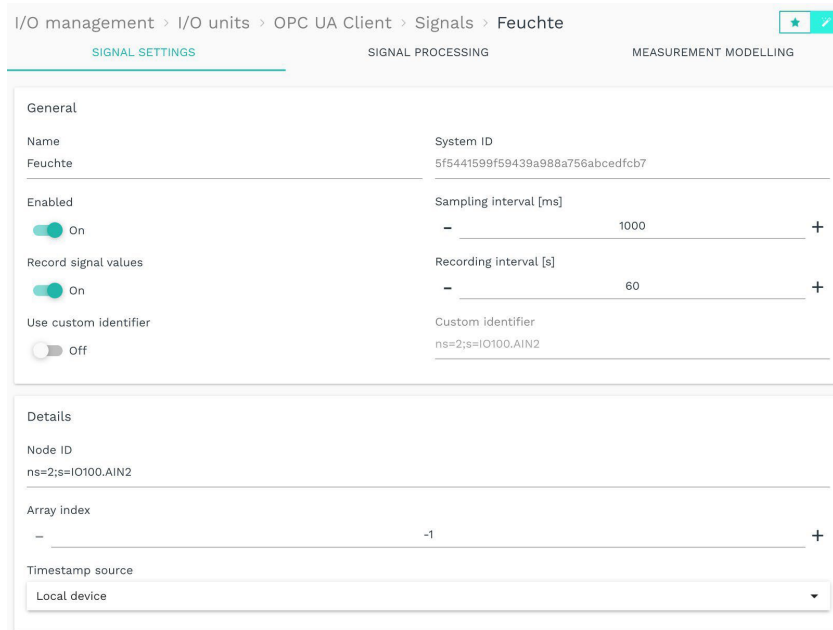 I/O management > I/O units > OPC UA Client > Signals > Feuchte
SIGNAL SETTINGS SIGNAL PROCESSING MEASUREMENT MODELLING
General
Name System ID
Feuchte 5f5441599f59439a988a756abcedfcb7
Enabled Sampling interval [ms]
On - 1000 +
Record signal values Recording interval [s]
On - 60 +
Use custom identifier Custom identifier
Off ns=2;s=IO100.AIN2
Details
Node ID
ns=2;s=IO100.AIN2
Array index
- -1 +
Timestamp source
Local device